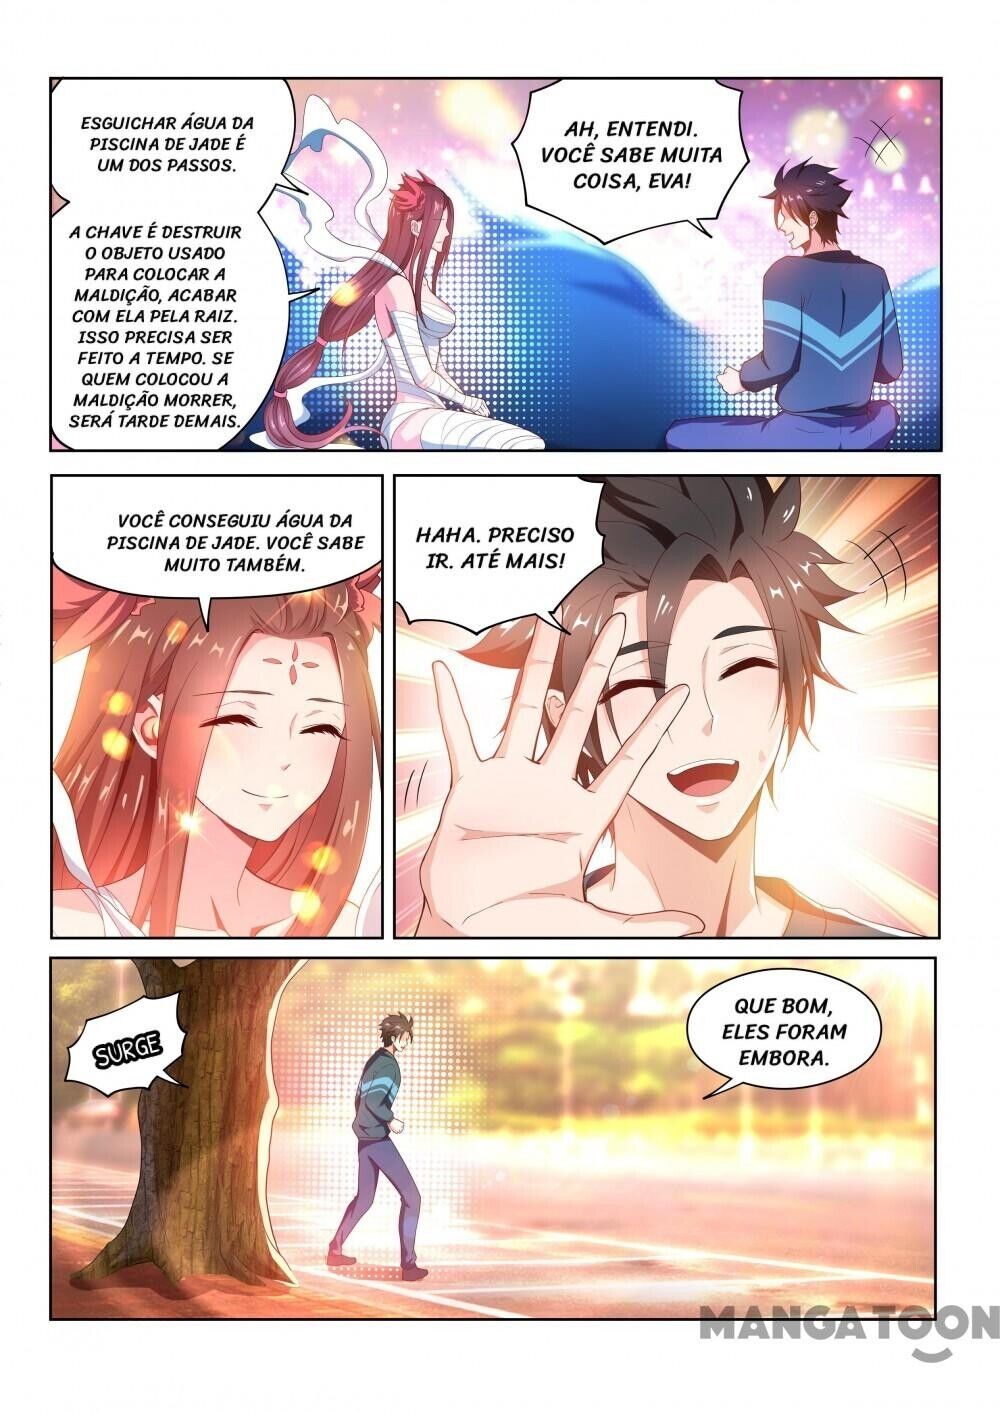 ESGUICHAR ÁGUA DA
PISCINA DE JADE É
UM DOS PASSOS.
A CHAVE É DESTRUIR
O OBJETO USADO
PARA COLOCAR A
MALDIÇÃO, ACABAR
COM ELA PELA RAIZ.
ISSO PRECISA SER
FEITO A TEMPO. SE
QUEM COLOCOU A
MALDIÇÃO MORRER,
SERÁ TARDE DEMAIS.
AH, ENTENDI.
VOCÊ SABE MUITA
COISA, EVA!
VOCÊ CONSEGUIU ÁGUA DA
PISCINA DE JADE. VOCÊ SABE
MUITO TAMBÉM.
HAHA. PRECISO
IR. ATÉ MAIS!
SURGE
QUE BOM,
ELES FORAM
EMBORA.
MANGATOON